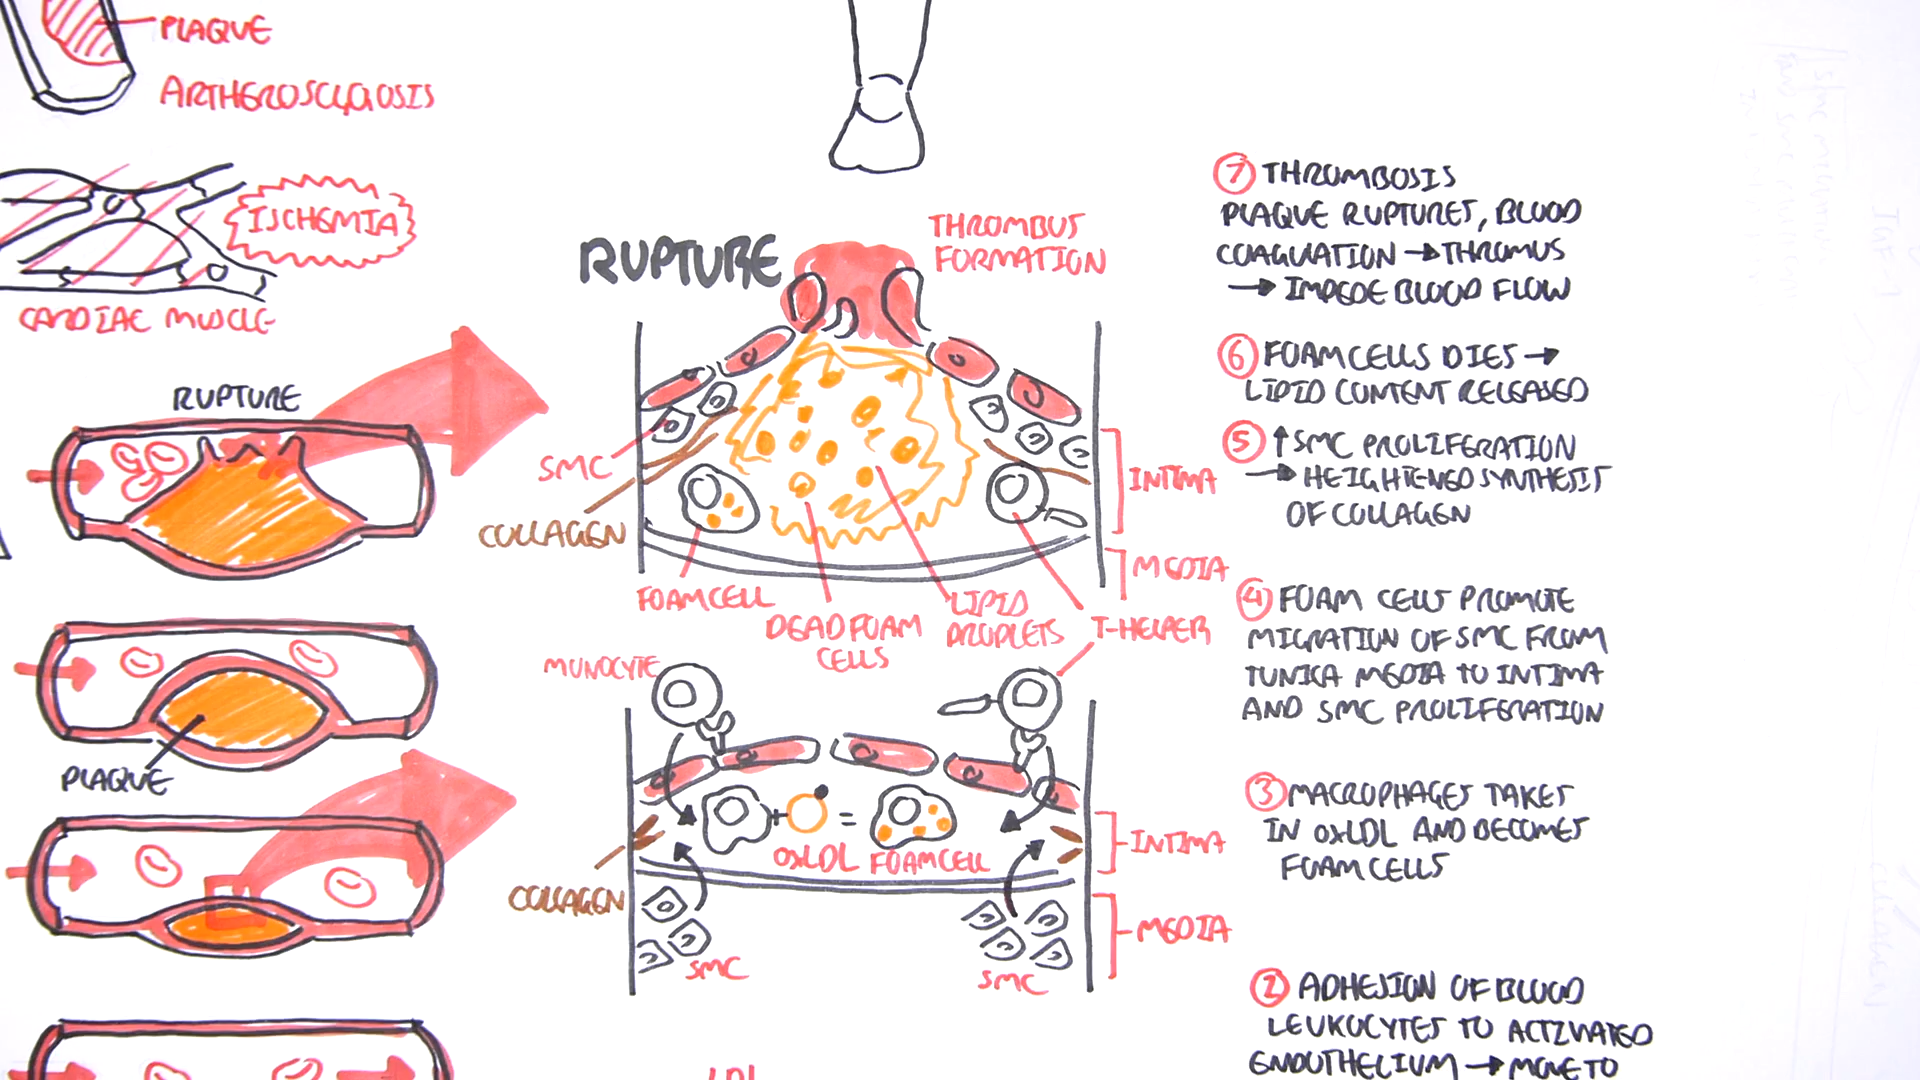 PLAQUE
ARTHEROSCLEROSIS
ISCHEMIA
CARDIAC MUSCLE
RUPTURE
PLAQUE
RUPTURE
THROMBUS
FORMATION
SMC
COLLAGEN
FOAM CELL
DEAD FOAM
CELLS
LIPID
DROPLETS
T-HELPER
INTIMA
MEDIA
MONOCYTE
OXLDL FOAM CELL
+
=
COLLAGEN
SMC
SMC
INTIMA
MEDIA
LDL
7 THROMBOSIS
PLAQUE RUPTURES, BLOOD
COAGULATION → THROMUS
→ IMPEDE BLOOD FLOW
6 FOAM CELLS DIES →
LIPID CONTENT RELEASED
5 ↑ SMC PROLIFERATION
→ HEIGHTENED SYNTHESIS
OF COLLAGEN
4 FOAM CELLS PROMOTE
MIGRATION OF SMC FROM
TUNICA MEDIA TO INTIMA
AND SMC PROLIFERATION
3 MACROPHAGES TAKES
IN OXLDL AND BECOMES
FOAM CELLS
2 ADHESION OF BLOOD
LEUKOCYTES TO ACTIVATED
ENDOTHELIUM → MOVE TO